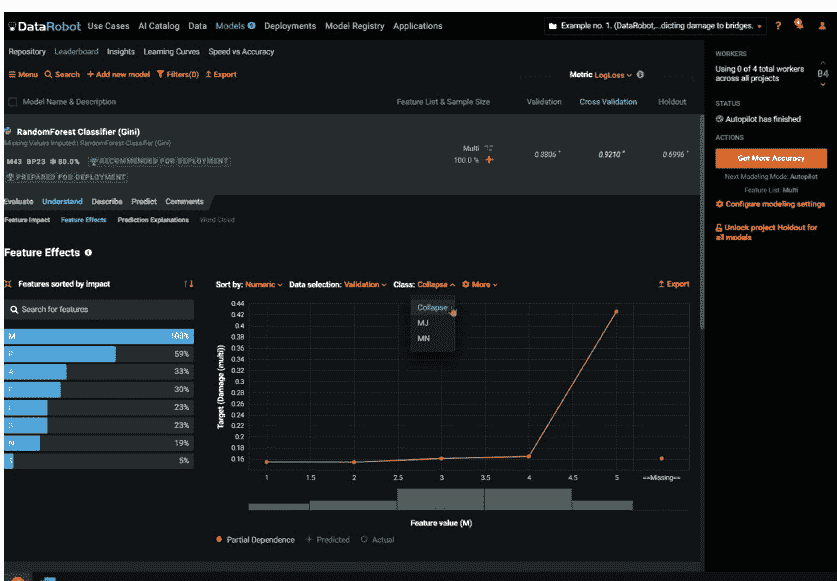 DataRobot Use Cases AI Catalog Data Models Deployments Model Registry Applications
Example no. 1. (DataRobot,...dicting damage to bridges.
Repository Leaderboard Insights Learning Curves Speed vs Accuracy
Menu Search + Add new model Filters(0) Export
Metric LogLoss
Model Name & Description Feature List & Sample Size Validation Cross Validation Holdout
RandomForest Classifier (Gini)
Missing Values Imputed | RandomForest Classifier (Gini)
M43 BP23 80.0% RECOMMENDED FOR DEPLOYMENT
PREPARED FOR DEPLOYMENT
Multi
100.0 % +
0.9210 * 0.6996 *
Evaluate Understand Describe Predict Comments
Feature Impact Feature Effects Prediction Explanations Word Cloud
Feature Effects
Features sorted by impact
Search for features
M 100%
59%
33%
30%
23%
23%
N 19%
5%
Sort by: Numeric Data selection: Validation Class: Collapse More Export
Collapse
MJ
MN
Target (Damage (multi))
0.44
0.42
0.4
0.38
0.36
0.34
0.32
0.3
0.28
0.26
0.24
0.22
0.2
0.18
0.16
1 1.5 2 2.5 3 3.5 4 4.5 5 ==Missing==
Feature value (M)
Partial Dependence + Predicted Actual
WORKERS
Using 0 of 4 total workers
across all projects
84
STATUS
Autopilot has finished
ACTIONS
Get More Accuracy
Next Modeling Mode: Autopilot
Feature List: Multi
Configure modeling settings
Unlock project Holdout for
all models